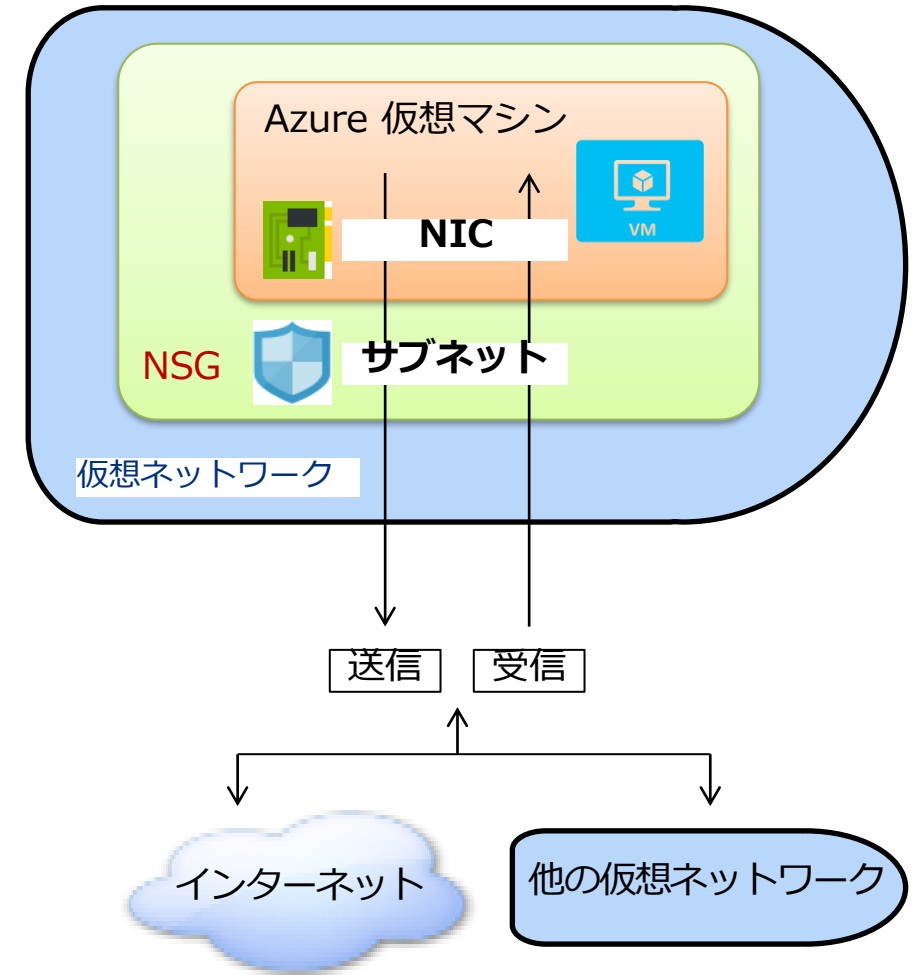 Azure 仮想マシン
VM
NIC
NSG
サブネット
仮想ネットワーク
送信
受信
インターネット
他の仮想ネットワーク